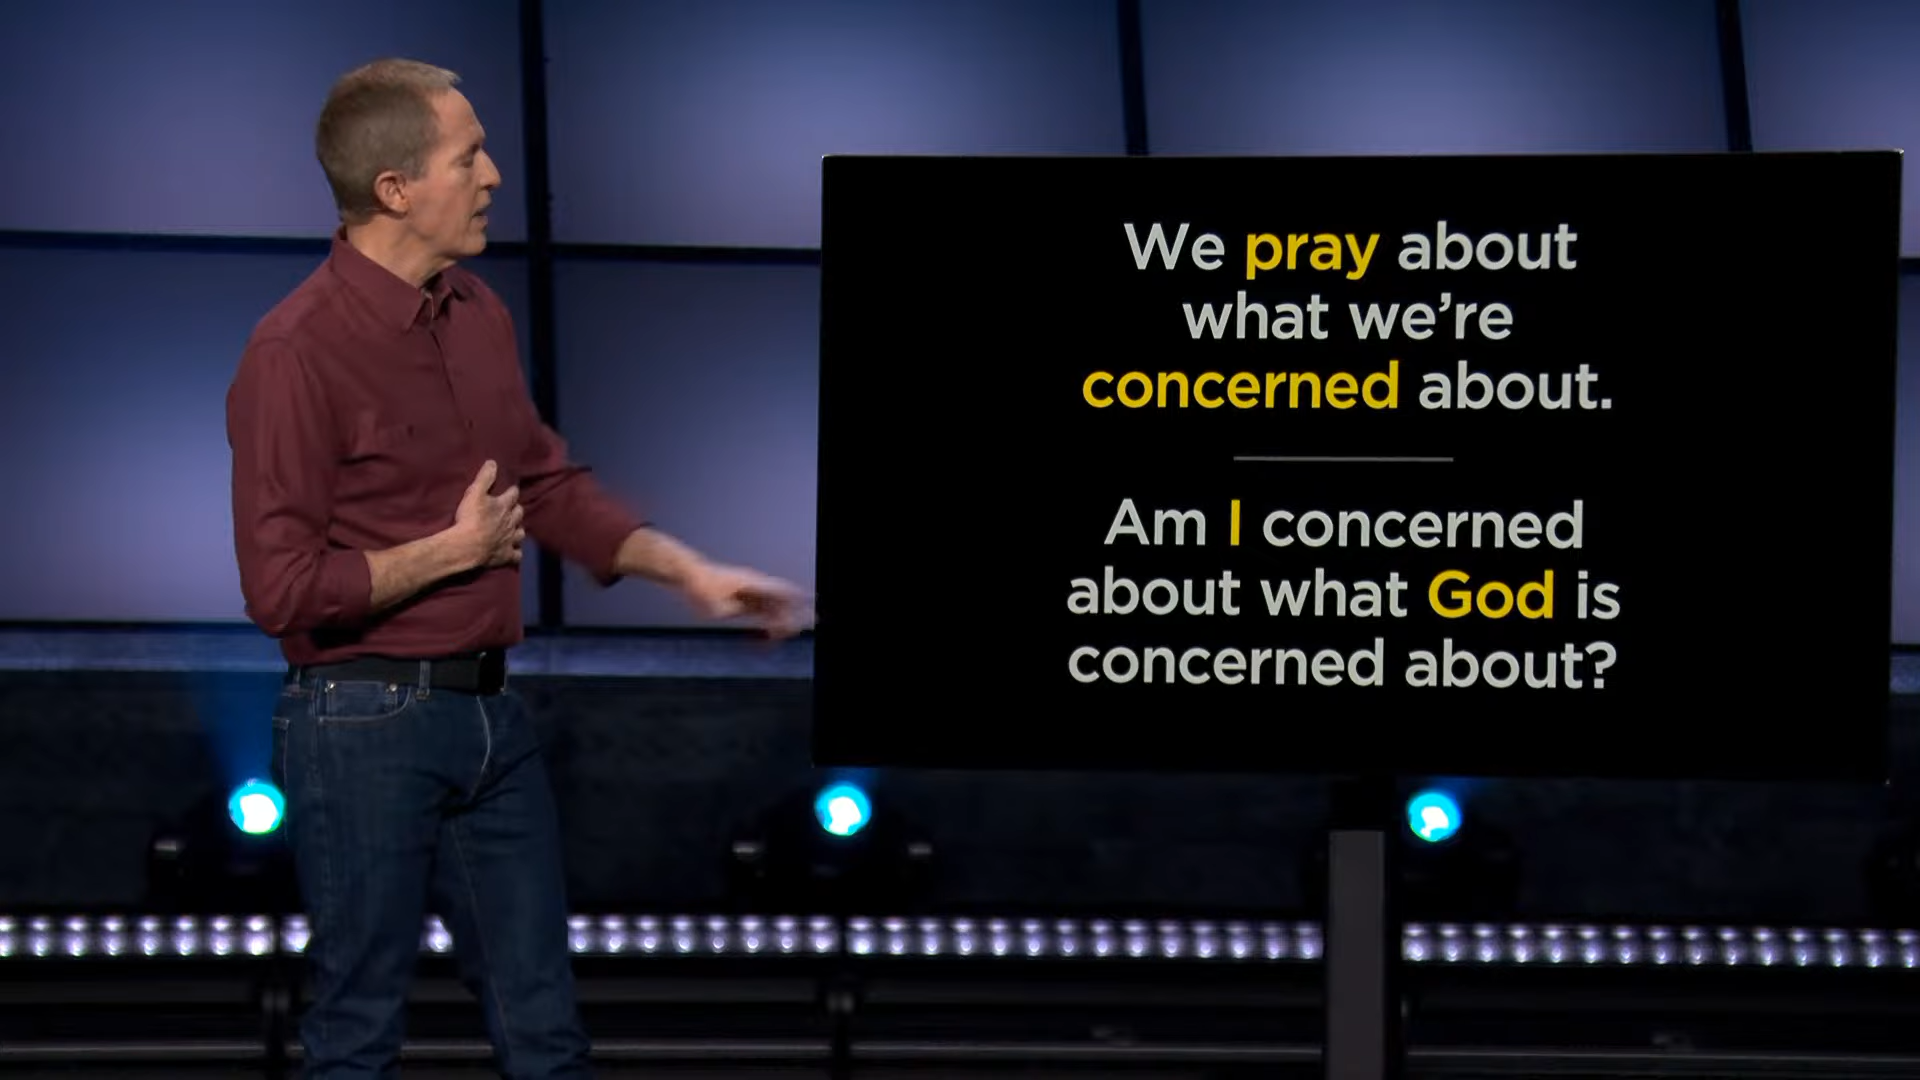 We pray about
what we’re
concerned about.
Am I concerned
about what God is
concerned about?